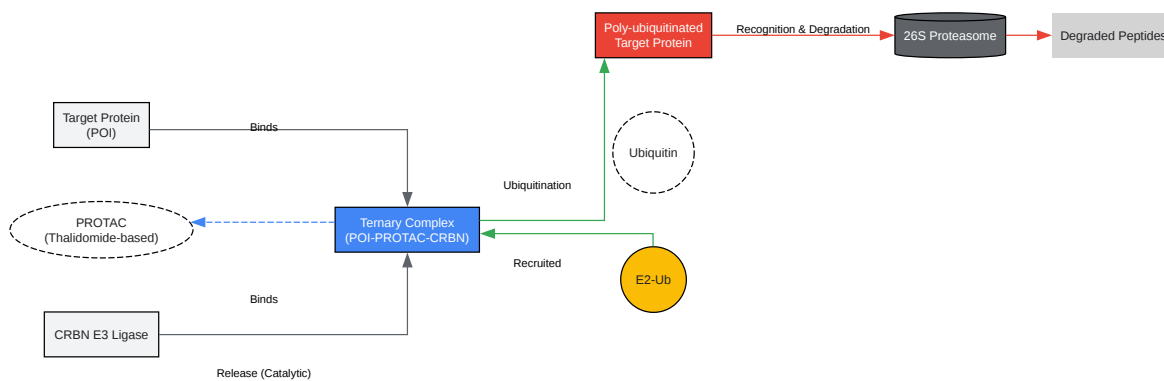 Poly-ubiquitinated
Target Protein
Recognition & Degradation
26S Proteasome
Degraded Peptides
Target Protein
(POI)
Binds
Ubiquitin
Ubiquitination
PROTAC
(Thalidomide-based)
Ternary Complex
(POI-PROTAC-CRBN)
Recruited
E2-Ub
Binds
CRBN E3 Ligase
Release (Catalytic)